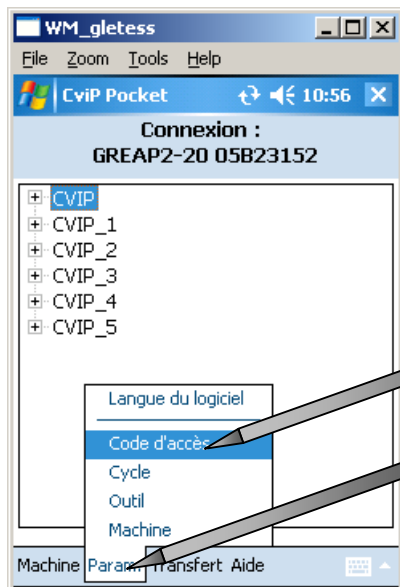 WM_gletess
File Zoom Tools Help
CviP Pocket 10:56
Connexion :
GREAP2-20 05B23152
CVIP
CVIP_1
CVIP_2
CVIP_3
CVIP_4
CVIP_5
Langue du logiciel
Code d'accès
Cycle
Outil
Machine
Machine Param. Transfert Aide